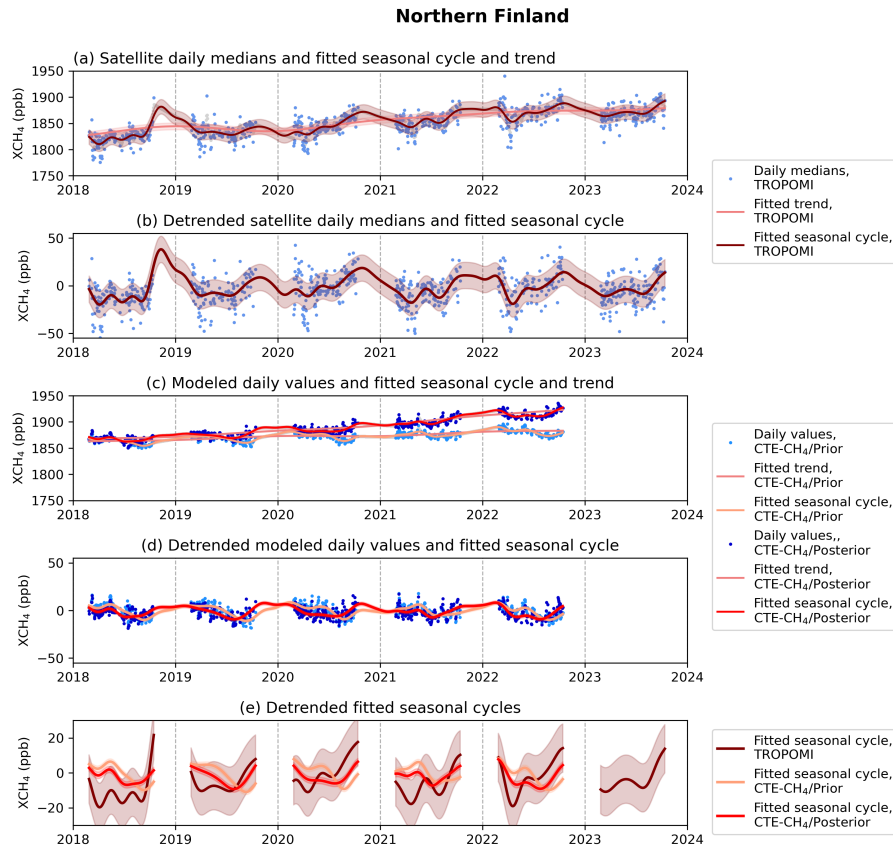 Northern Finland
(a) Satellite daily medians and fitted seasonal cycle and trend
XCH₄ (ppb)
1950
1900
1850
1800
1750
2018 2019 2020 2021 2022 2023 2024
Daily medians,
TROPOMI
Fitted trend,
TROPOMI
Fitted seasonal cycle,
TROPOMI
(b) Detrended satellite daily medians and fitted seasonal cycle
XCH₄ (ppb)
50
0
−50
2018 2019 2020 2021 2022 2023 2024
(c) Modeled daily values and fitted seasonal cycle and trend
XCH₄ (ppb)
1950
1900
1850
1800
1750
2018 2019 2020 2021 2022 2023 2024
Daily values,
CTE-CH₄/Prior
Fitted trend,
CTE-CH₄/Prior
Fitted seasonal cycle,
CTE-CH₄/Prior
Daily values,,
CTE-CH₄/Posterior
Fitted trend,
CTE-CH₄/Posterior
Fitted seasonal cycle,
CTE-CH₄/Posterior
(d) Detrended modeled daily values and fitted seasonal cycle
XCH₄ (ppb)
50
0
−50
2018 2019 2020 2021 2022 2023 2024
(e) Detrended fitted seasonal cycles
XCH₄ (ppb)
20
0
−20
2018 2019 2020 2021 2022 2023 2024
Fitted seasonal cycle,
TROPOMI
Fitted seasonal cycle,
CTE-CH₄/Prior
Fitted seasonal cycle,
CTE-CH₄/Posterior